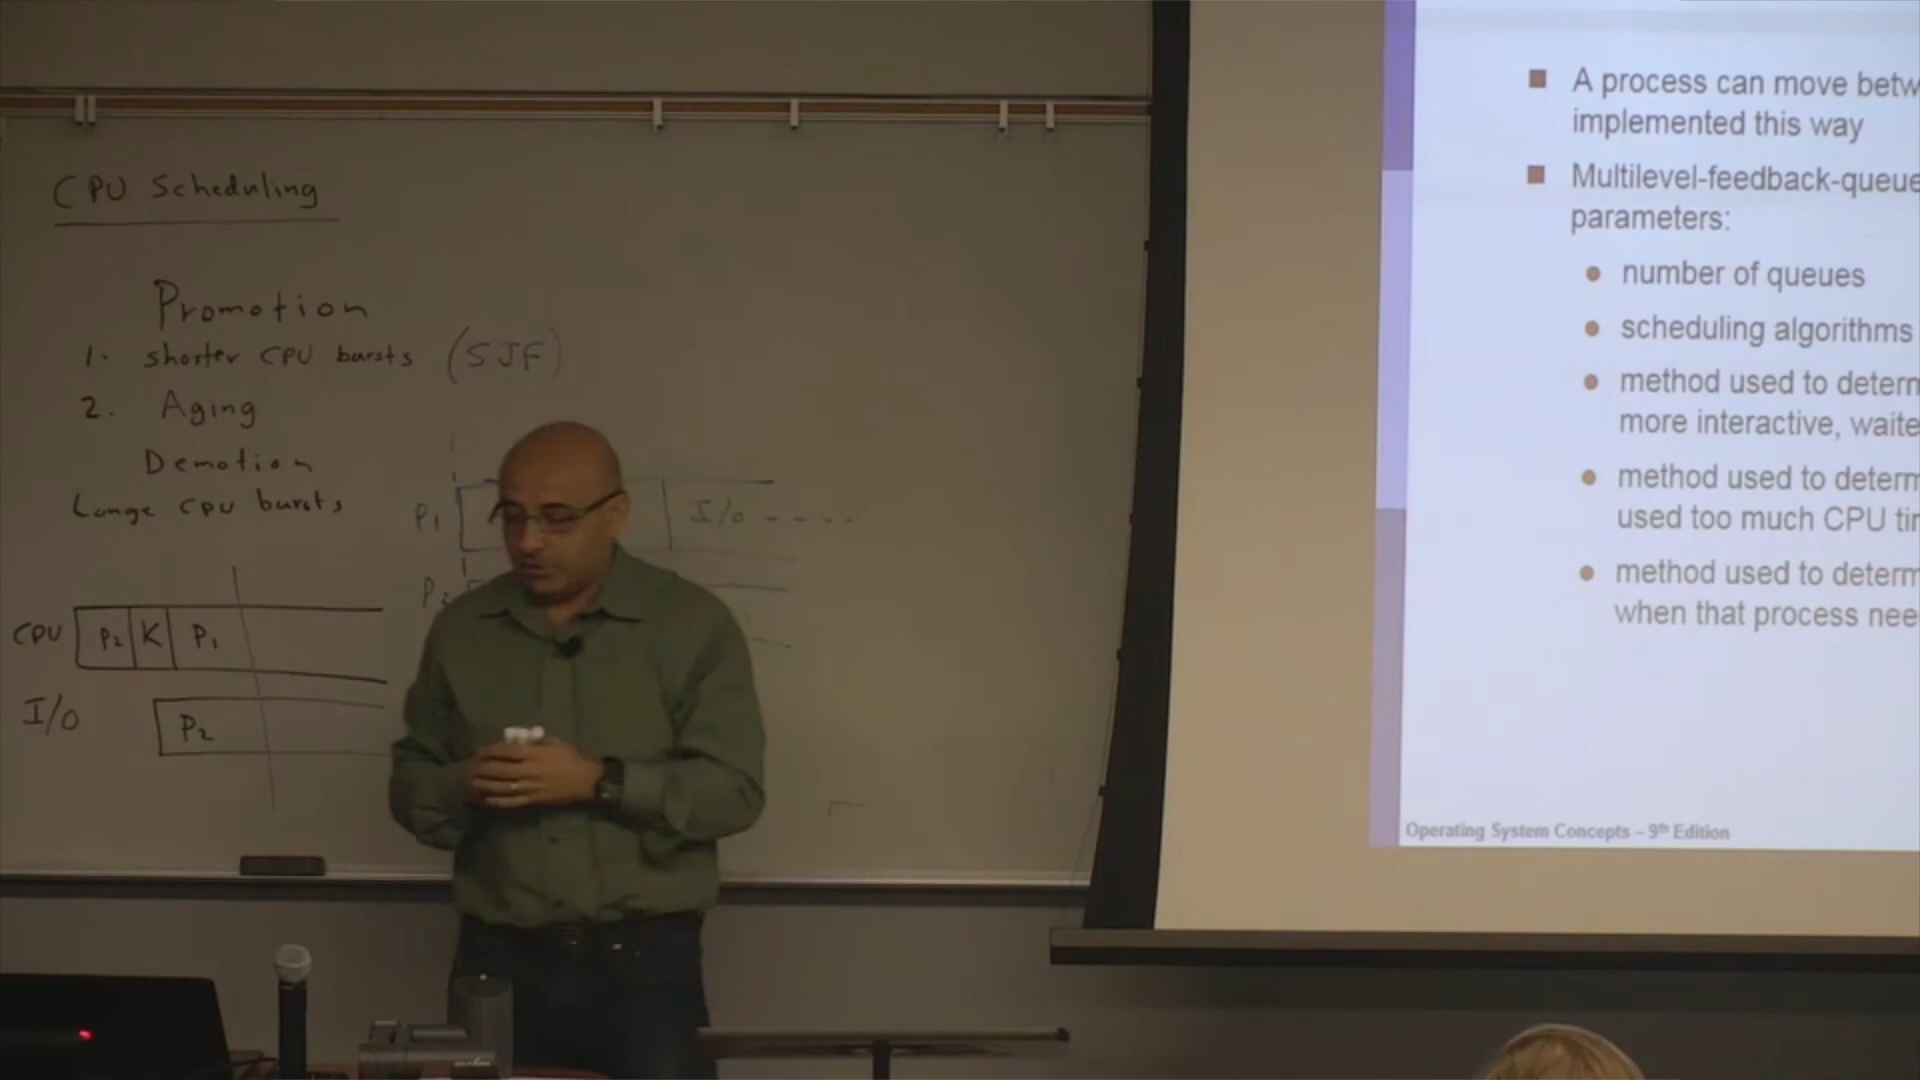 CPU Scheduling
Promotion
1. shorter CPU bursts (SJF)
2. Aging
Demotion
Longe CPU bursts
P1 I/O ----
P2
CPU P2 K P1
I/O P2
A process can move betw
implemented this way
Multilevel-feedback-queue
parameters:
number of queues
scheduling algorithms
method used to determ
more interactive, waite
method used to determ
used too much CPU tim
method used to determ
when that process nee
Operating System Concepts – 9th Edition